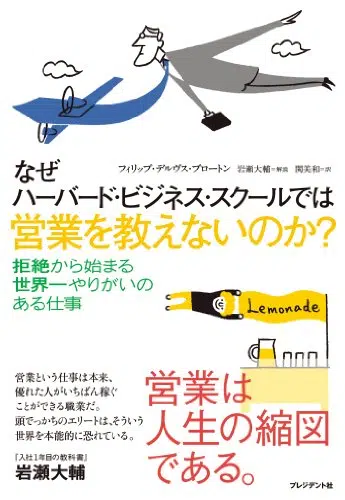 なぜ
フィリップ・デルヴス・ブロートン 岩瀬大輔=解説 関美和=訳
ハーバード・ビジネス・スクールでは
営業を教えないのか?
拒絶から始まる
世界一やりがいの
ある仕事
Lemonade
営業という仕事は本来、
優れた人がいちばん稼ぐ
ことができる職業だ。
頭でっかちのエリートは、そういう
世界を本能的に恐れている。
『入社1年目の教科書』
岩瀬大輔
営業は
人生の縮図
である。
プレジデント社